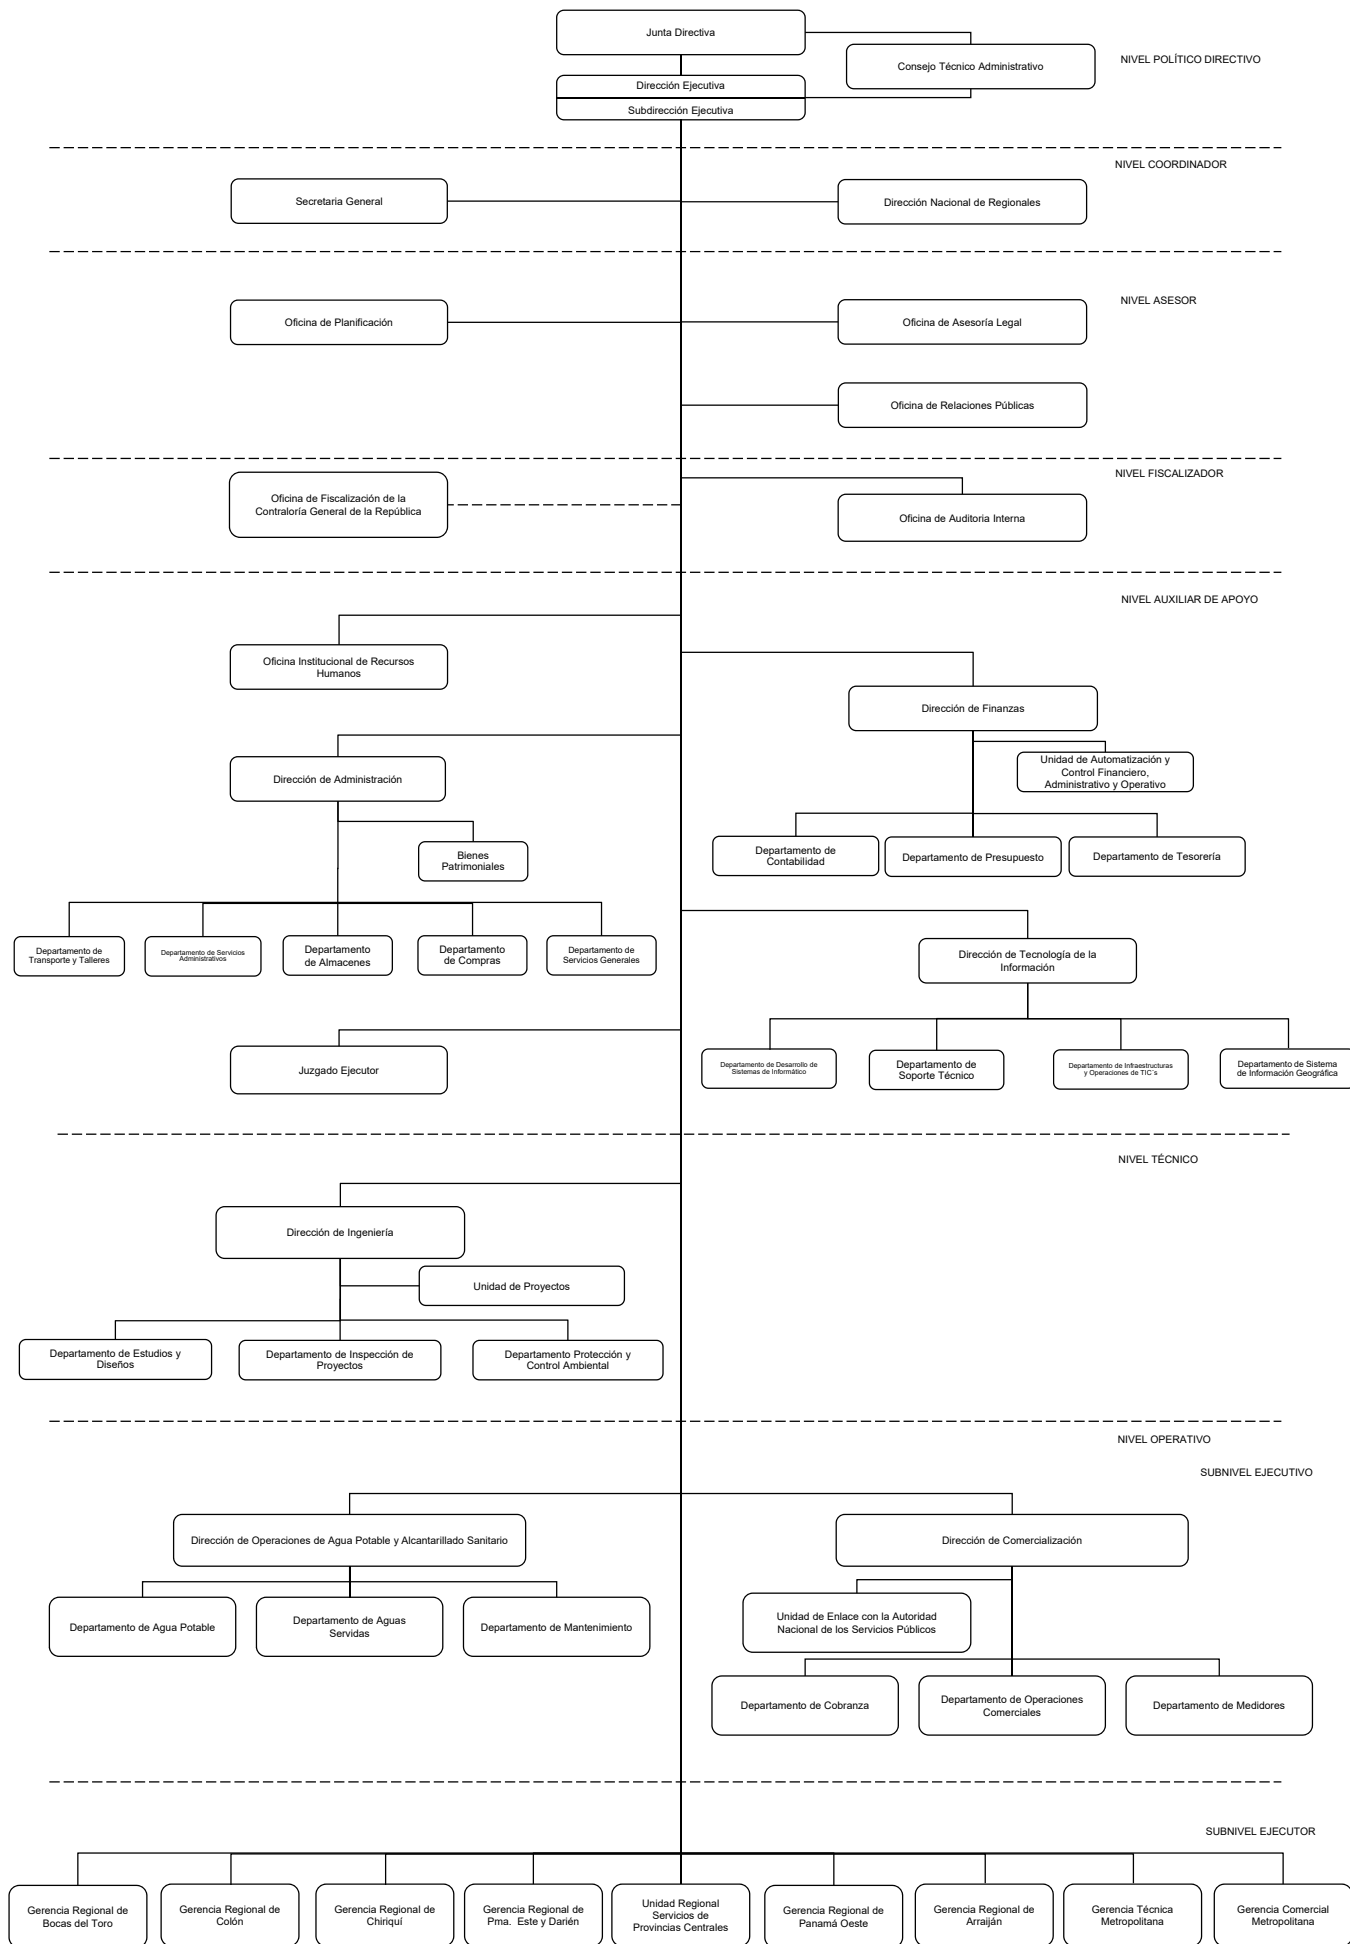 Junta Directiva
Consejo Técnico Administrativo
NIVEL POLÍTICO DIRECTIVO
Dirección Ejecutiva
Subdirección Ejecutiva
NIVEL COORDINADOR
Secretaria General
Dirección Nacional de Regionales
NIVEL ASESOR
Oficina de Planificación
Oficina de Asesoría Legal
Oficina de Relaciones Públicas
NIVEL FISCALIZADOR
Oficina de Fiscalización de la
Contraloría General de la República
Oficina de Auditoria Interna
NIVEL AUXILIAR DE APOYO
Oficina Institucional de Recursos
Humanos
Dirección de Finanzas
Unidad de Automatización y
Control Financiero,
Administrativo y Operativo
Dirección de Administración
Bienes
Patrimoniales
Departamento de
Contabilidad
Departamento de Presupuesto
Departamento de Tesorería
Departamento de
Transporte y Talleres
Departamento de Servicios
Administrativos
Departamento
de Almacenes
Departamento
de Compras
Departamento de
Servicios Generales
Dirección de Tecnología de la
Información
Juzgado Ejecutor
Departamento de Desarrollo de
Sistemas de Informático
Departamento de
Soporte Técnico
Departamento de Infraestructuras
y Operaciones de TIC´s
Departamento de Sistema
de Información Geográfica
NIVEL TÉCNICO
Dirección de Ingeniería
Unidad de Proyectos
Departamento de Estudios y
Diseños
Departamento de Inspección de
Proyectos
Departamento Protección y
Control Ambiental
NIVEL OPERATIVO
SUBNIVEL EJECUTIVO
Dirección de Operaciones de Agua Potable y Alcantarillado Sanitario
Dirección de Comercialización
Departamento de Agua Potable
Departamento de Aguas
Servidas
Departamento de Mantenimiento
Unidad de Enlace con la Autoridad
Nacional de los Servicios Públicos
Departamento de Cobranza
Departamento de Operaciones
Comerciales
Departamento de Medidores
SUBNIVEL EJECUTOR
Gerencia Regional de
Bocas del Toro
Gerencia Regional de
Colón
Gerencia Regional de
Chiriquí
Gerencia Regional de
Pma. Este y Darién
Unidad Regional
Servicios de
Provincias Centrales
Gerencia Regional de
Panamá Oeste
Gerencia Regional de
Arraiján
Gerencia Técnica
Metropolitana
Gerencia Comercial
Metropolitana